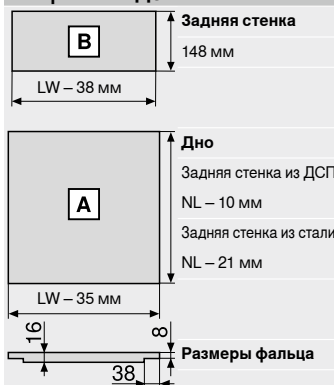 Задняя стенка
B
148 мм
LW – 38 мм
Дно
Задняя стенка из ДСП
A
NL – 10 мм
Задняя стенка из стали
NL – 21 мм
LW – 35 мм
16
8
Размеры фальца
38